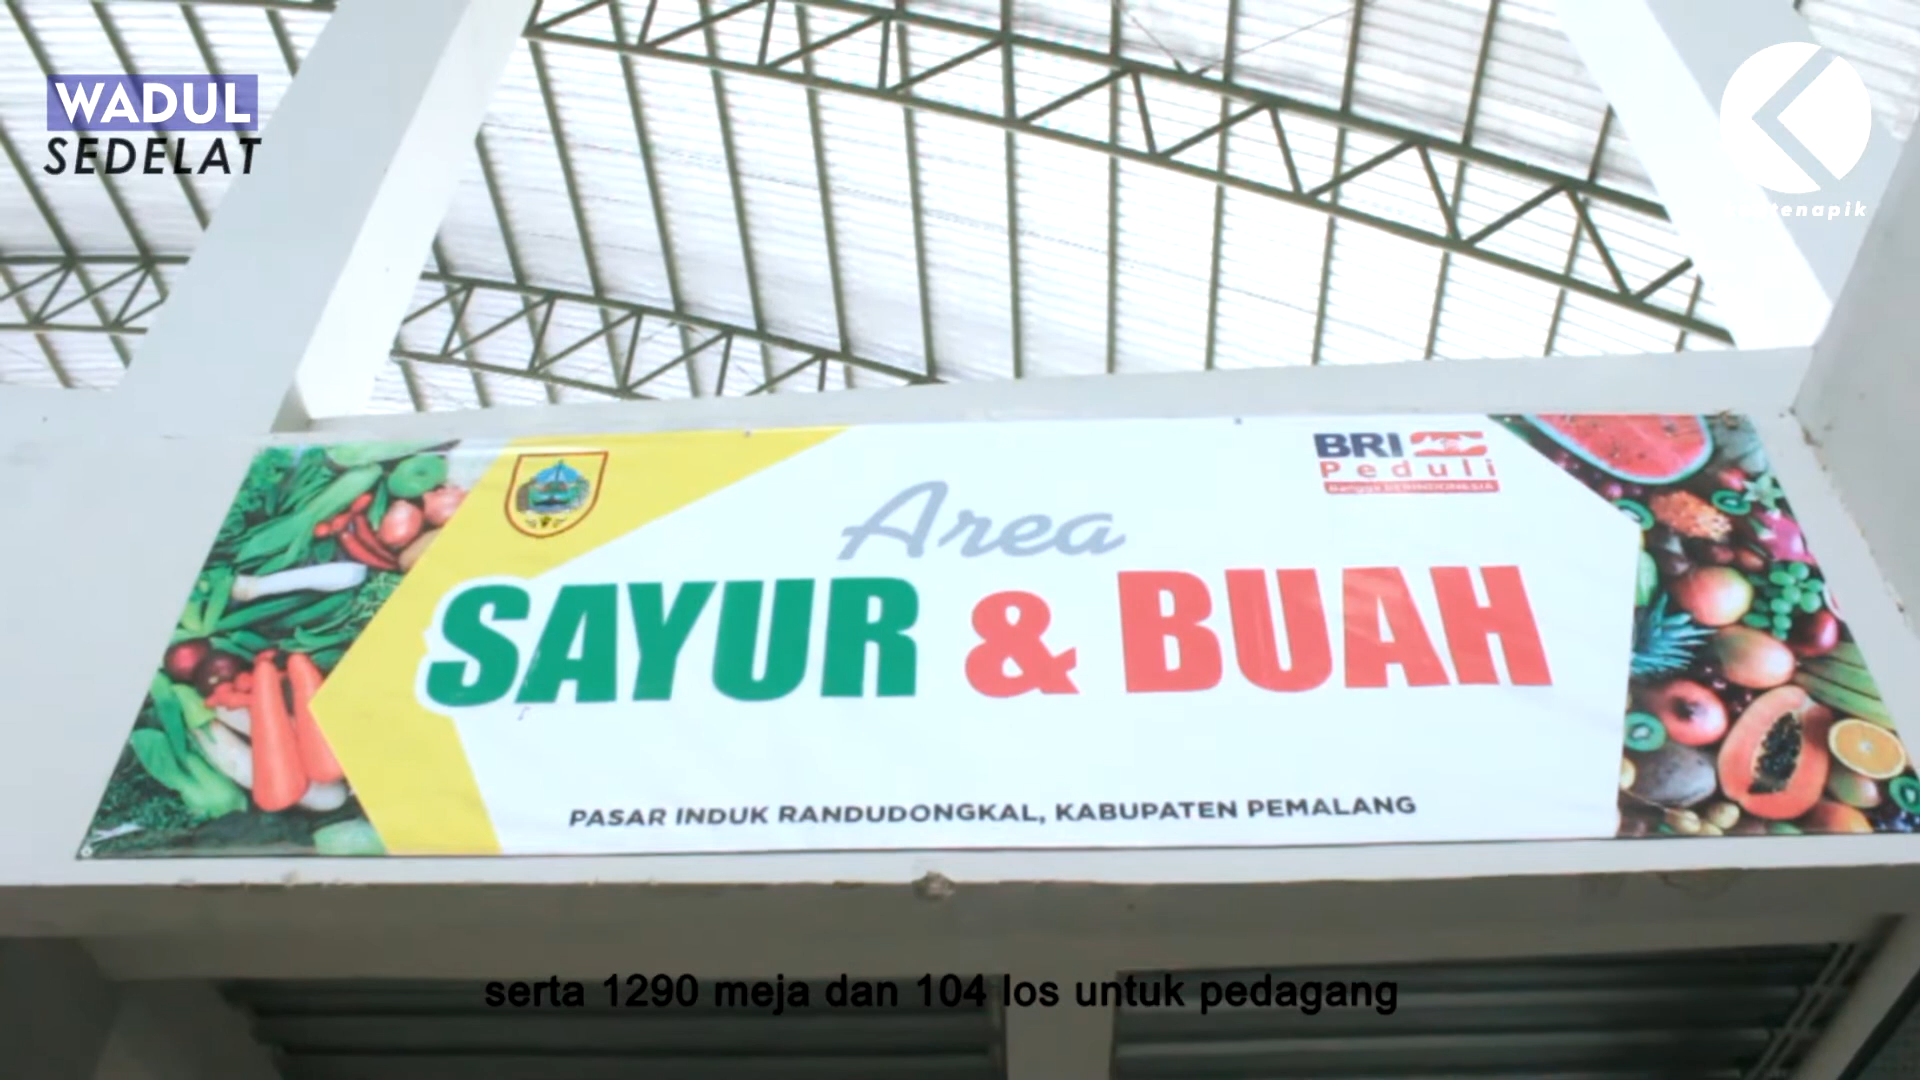 WADUL
SEDELAT
BRI
Peduli
Area
SAYUR & BUAH
PASAR INDUK RANDUDONGKAL, KABUPATEN PEMALANG
serta 1290 meja dan 104 los untuk pedagang